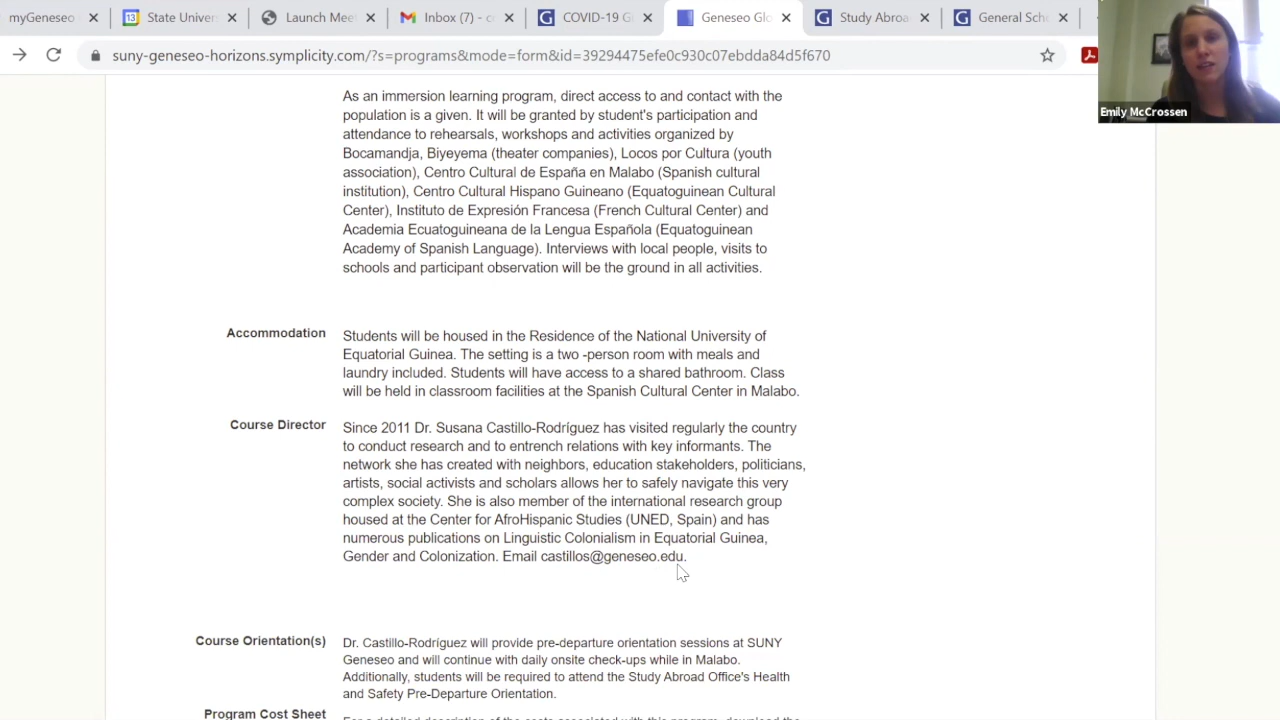 myGeneseo
State Univer
Launch Mee
Inbox (7) - c
COVID-19 G
Geneseo Glo
Study Abroa
General Sch
suny-geneseo-horizons.symplicity.com/?s=programs&mode=form&id=39294475efe0c930c07ebdda84d5f670
Emily McCrossen
As an immersion learning program, direct access to and contact with the
population is a given. It will be granted by student's participation and
attendance to rehearsals, workshops and activities organized by
Bocamandja, Biyeyema (theater companies), Locos por Cultura (youth
association), Centro Cultural de España en Malabo (Spanish cultural
institution), Centro Cultural Hispano Guineano (Equatoguinean Cultural
Center), Instituto de Expresión Francesa (French Cultural Center) and
Academia Ecuatoguineana de la Lengua Española (Equatoguinean
Academy of Spanish Language). Interviews with local people, visits to
schools and participant observation will be the ground in all activities.
Accommodation
Students will be housed in the Residence of the National University of
Equatorial Guinea. The setting is a two -person room with meals and
laundry included. Students will have access to a shared bathroom. Class
will be held in classroom facilities at the Spanish Cultural Center in Malabo.
Course Director
Since 2011 Dr. Susana Castillo-Rodríguez has visited regularly the country
to conduct research and to entrench relations with key informants. The
network she has created with neighbors, education stakeholders, politicians,
artists, social activists and scholars allows her to safely navigate this very
complex society. She is also member of the international research group
housed at the Center for AfroHispanic Studies (UNED, Spain) and has
numerous publications on Linguistic Colonialism in Equatorial Guinea,
Gender and Colonization. Email castillos@geneseo.edu.
Course Orientation(s)
Dr. Castillo-Rodríguez will provide pre-departure orientation sessions at SUNY
Geneseo and will continue with daily onsite check-ups while in Malabo.
Additionally, students will be required to attend the Study Abroad Office's Health
and Safety Pre-Departure Orientation.
Program Cost Sheet
For a detailed description of the costs associated with this program, download the